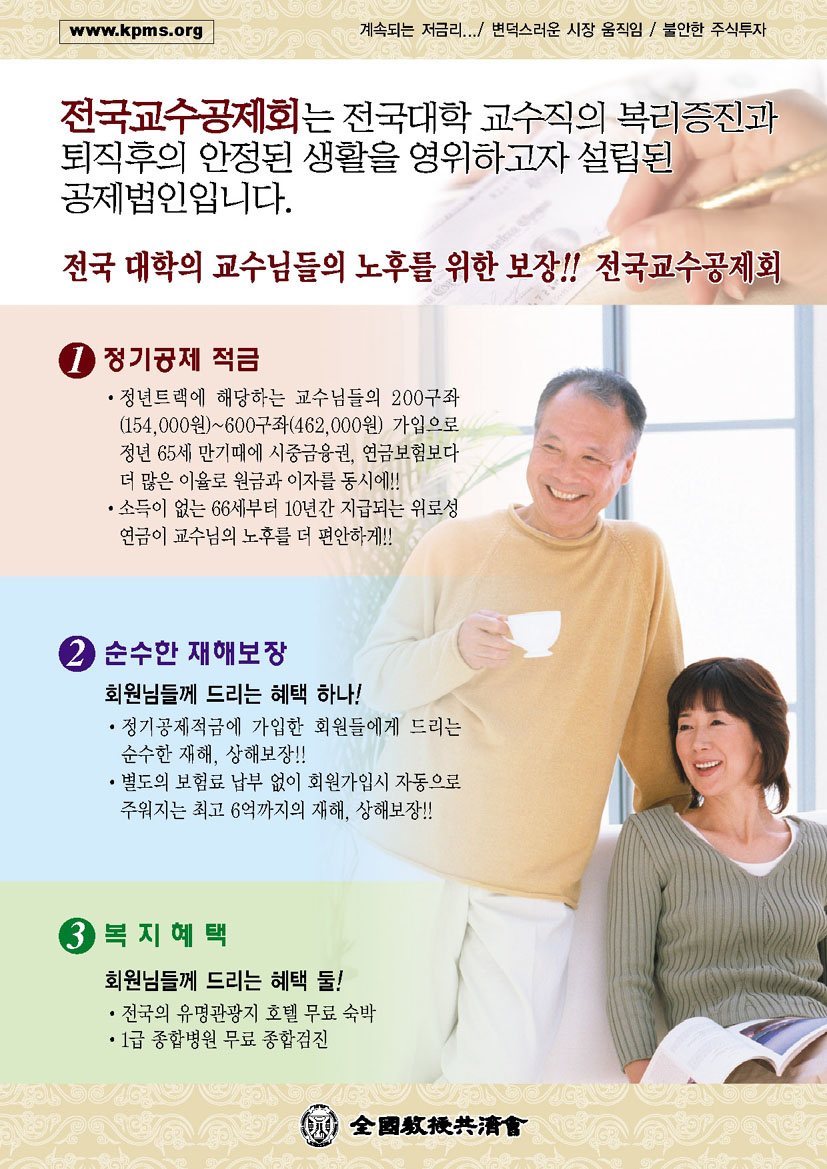 www.kpms.org
계속되는 저금리.../ 변덕스러운 시장 움직임 / 불안한 주식투자
전국교수공제회는 전국대학 교수직의 복리증진과
퇴직후의 안정된 생활을 영위하고자 설립된
공제법인입니다.
전국 대학의 교수님들의 노후를 위한 보장!! 전국교수공제회
1 정기공제 적금
• 정년트랙에 해당하는 교수님들의 200구좌
(154,000원)~600구좌(462,000원) 가입으로
정년 65세 만기때에 시중금융권, 연금보험보다
더 많은 이율로 원금과 이자를 동시에!!
• 소득이 없는 66세부터 10년간 지급되는 위로성
연금이 교수님의 노후를 더 편안하게!!
2 순수한 재해보장
회원님들께 드리는 혜택 하나!
• 정기공제적금에 가입한 회원들에게 드리는
순수한 재해, 상해보장!!
• 별도의 보험료 납부 없이 회원가입시 자동으로
주워지는 최고 6억까지의 재해, 상해보장!!
3 복지혜택
회원님들께 드리는 혜택 둘!
• 전국의 유명관광지 호텔 무료 숙박
• 1급 종합병원 무료 종합검진
全國敎授共済會